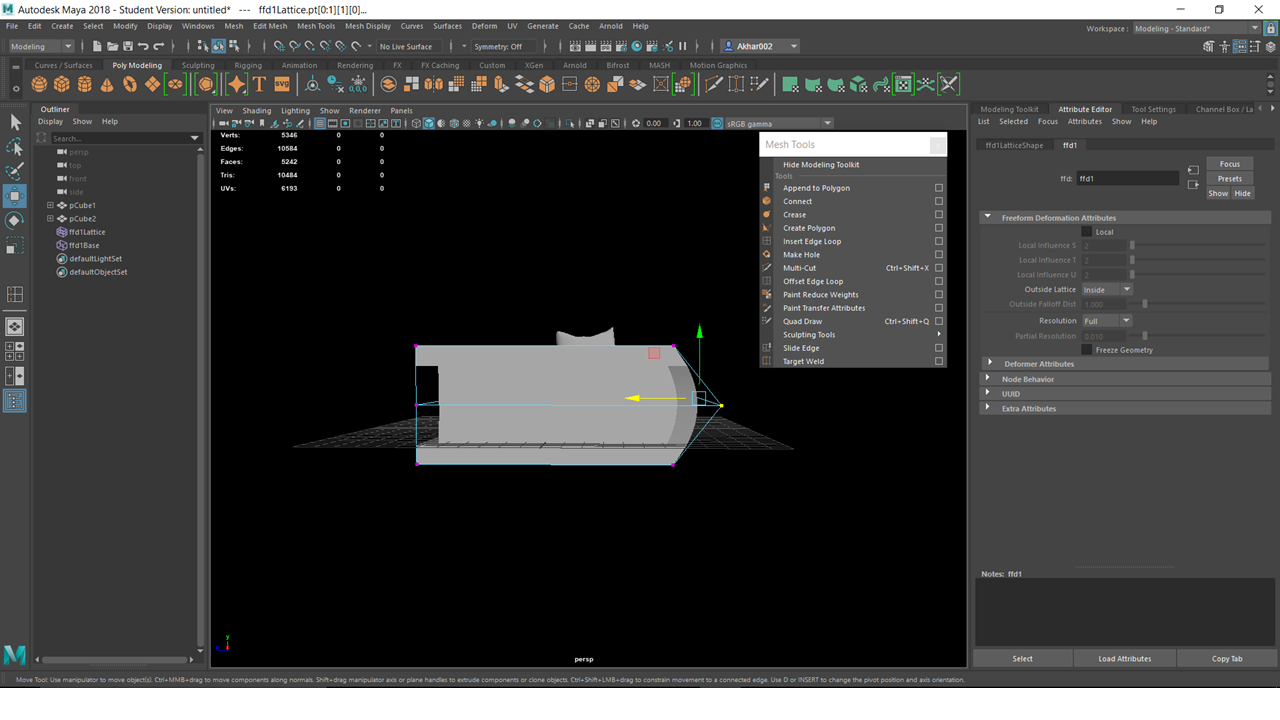 Autodesk Maya 2018 - Student Version: untitled* --- ffd1Lattice.pt[0:1][1][0]...
File Edit Create Select Modify Display Windows Mesh Edit Mesh Mesh Tools Mesh Display Curves Surfaces Deform UV Generate Cache Arnold Help
Workspace : Modeling - Standard*
Modeling No Live Surface Symmetry: Off Akhar002
Curves / Surfaces Poly Modeling Sculpting Rigging Animation Rendering FX FX Caching Custom XGen Arnold Bifrost MASH Motion Graphics
Outliner
Display Show Help
Search...
persp
top
front
side
pCube1
pCube2
ffd1Lattice
ffd1Base
defaultLightSet
defaultObjectSet
View Shading Lighting Show Renderer Panels
0.00 1.00 sRGB gamma
Verts: 5346 0 0
Edges: 10584 0 0
Faces: 5242 0 0
Tris: 10484 0 0
UVs: 6193 0 0
Mesh Tools
Hide Modeling Toolkit
Tools
Append to Polygon
Connect
Crease
Create Polygon
Insert Edge Loop
Make Hole
Multi-Cut Ctrl+Shift+X
Offset Edge Loop
Paint Reduce Weights
Paint Transfer Attributes
Quad Draw Ctrl+Shift+Q
Sculpting Tools
Slide Edge
Target Weld
y
persp
Modeling Toolkit Attribute Editor Tool Settings Channel Box / La
List Selected Focus Attributes Show Help
ffd1LatticeShape ffd1
Focus
ffd: ffd1 Presets
Show Hide
Freeform Deformation Attributes
Local
Local Influence S 2
Local Influence T 2
Local Influence U 2
Outside Lattice Inside
Outside Falloff Dist 1.000
Resolution Full
Partial Resolution 0.010
Freeze Geometry
Deformer Attributes
Node Behavior
UUID
Extra Attributes
Notes: ffd1
Select Load Attributes Copy Tab
Move Tool: Use manipulator to move object(s). Ctrl+MMB+drag to move components along normals. Shift+drag manipulator axis or plane handles to extrude components or clone objects. Ctrl+Shift+LMB+drag to constrain movement to a connected edge. Use D or INSERT to change the pivot position and axis orientation.